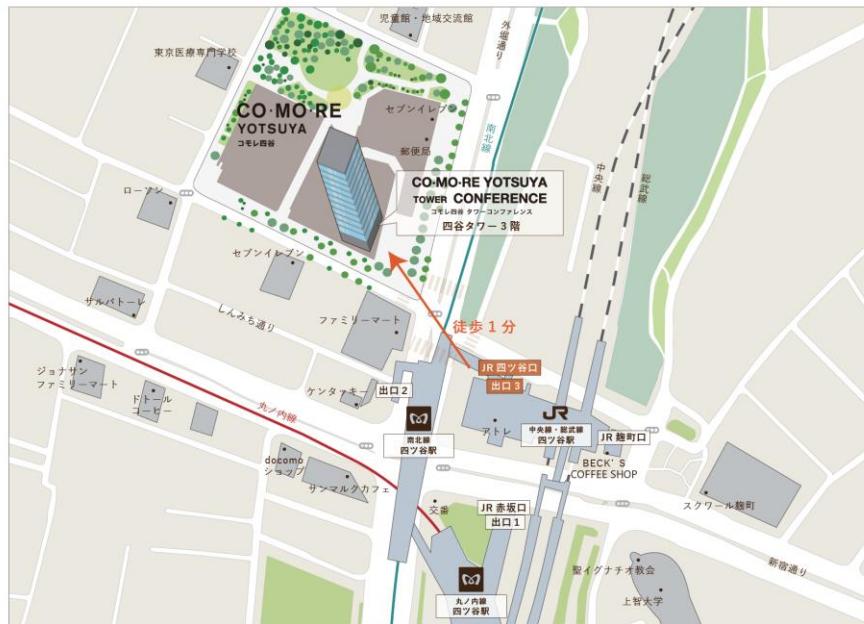 児童館・地域交流館
外堀通り
東京医療専門学校
CO・MO・RE
YOTSUYA
コモレ四谷
セブンイレブン
郵便局
南北線
中央線
総武線
CO・MO・RE YOTSUYA
TOWER CONFERENCE
コモレ四谷 タワーコンファレンス
四谷タワー3階
ローソン
セブンイレブン
サルバトーレ
しんみち通り
ファミリーマート
徒歩1分
JR 四ツ谷口
出口 3
ジョナサン
ファミリーマート
ドトール
コーヒー
ケンタッキー
出口 2
丸ノ内線
南北線
四ツ谷駅
アトレ
JR
中央線・総武線
四ツ谷駅
JR 麹町口
BECK'S
COFFEE SHOP
docomo
ショップ
サンマルクカフェ
交番
JR 赤坂口
出口 1
スクワール麹町
新宿通り
聖イグナチオ教会
上智大学
丸ノ内線
四ツ谷駅